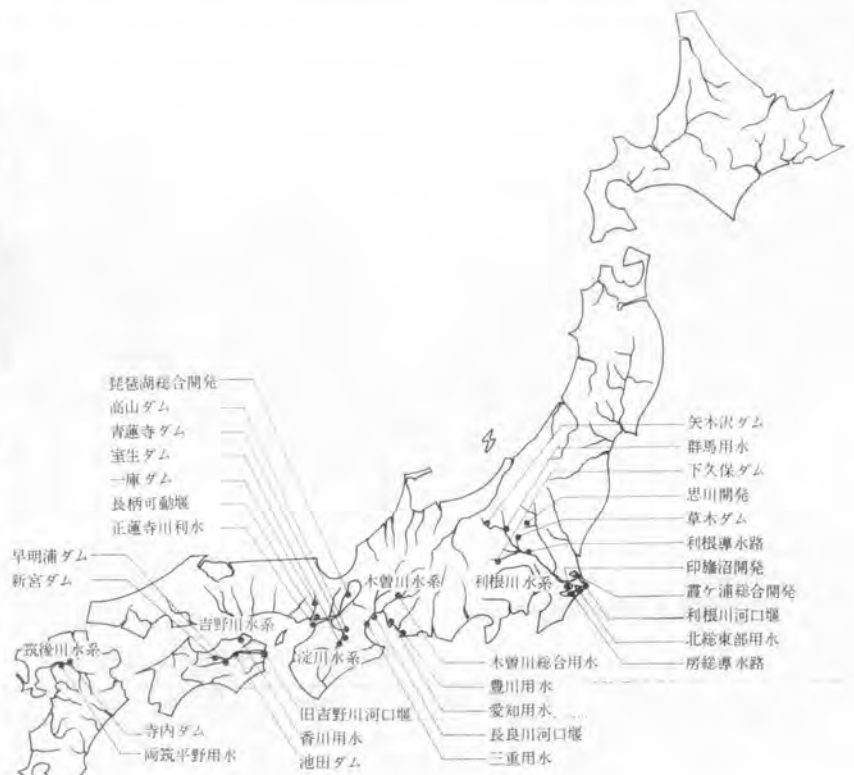 琵琶湖総合開発
高山ダム
青蓮寺ダム
室生ダム
一庫ダム
長柄可動堰
正蓮寺川利水
早明浦ダム
新宮ダム
矢木沢ダム
群馬用水
下久保ダム
思川開発
草木ダム
利根導水路
印旛沼開発
霞ケ浦総合開発
利根川河口堰
北総東部用水
房総導水路
木曽川水系
利根川水系
吉野川水系
淀川水系
筑後川水系
木曽川総合用水
豊川用水
愛知用水
長良川河口堰
三重用水
旧吉野川河口堰
香川用水
池田ダム
寺内ダム
両筑平野用水